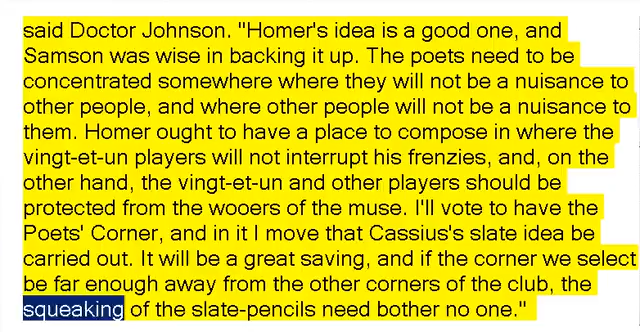 said Doctor Johnson. "Homer's idea is a good one, and
Samson was wise in backing it up. The poets need to be
concentrated somewhere where they will not be a nuisance to
other people, and where other people will not be a nuisance to
them. Homer ought to have a place to compose in where the
vingt-et-un players will not interrupt his frenzies, and, on the
other hand, the vingt-et-un and other players should be
protected from the wooers of the muse. I'll vote to have the
Poets' Corner, and in it I move that Cassius's slate idea be
carried out. It will be a great saving, and if the corner we select
be far enough away from the other corners of the club, the
squeaking of the slate-pencils need bother no one."